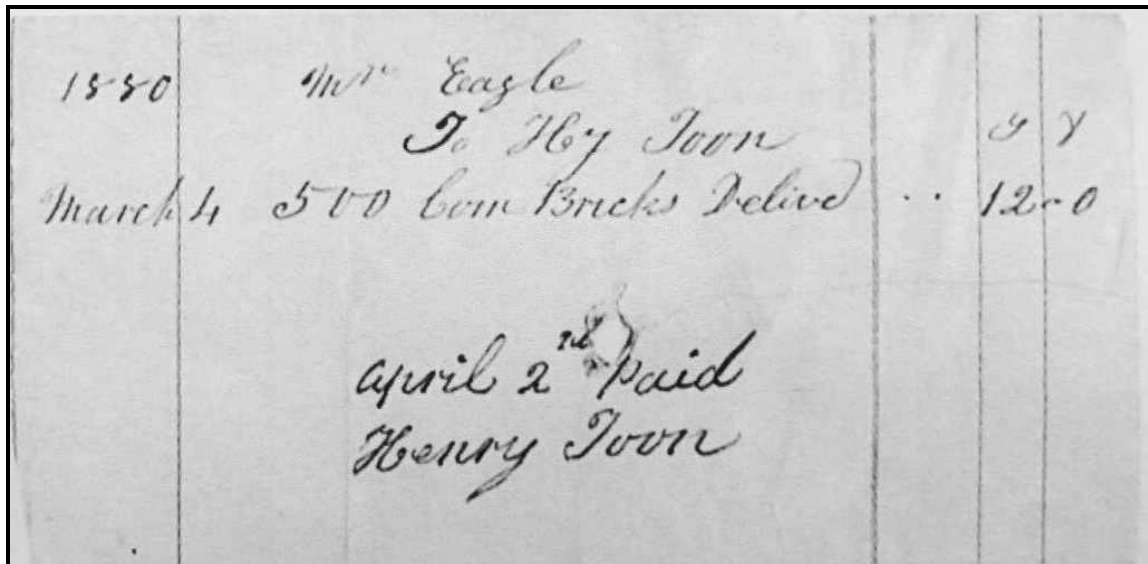 1880 Mr Eagle
To Hy Toon
March 4 500 Com Bricks Delivd .. 12 - 0
April 2nd Paid
Henry Toon